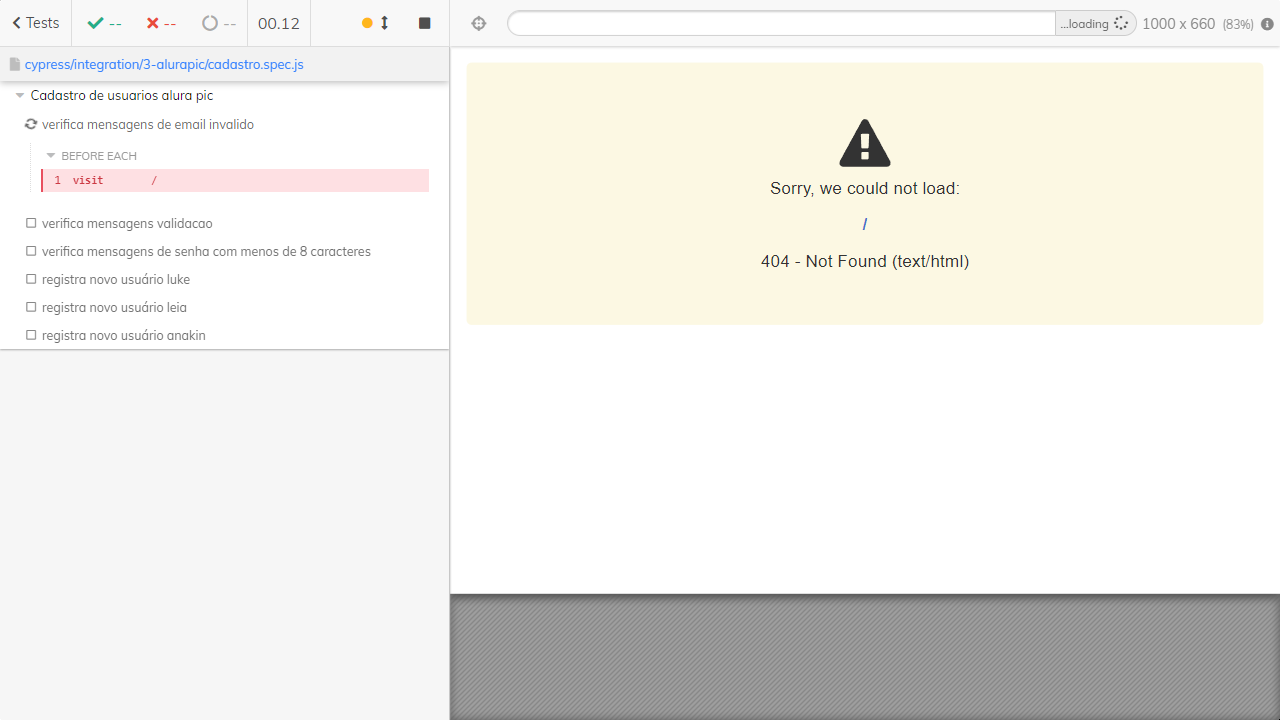 Tests -- -- -- 00.12
...loading 1000 x 660 (83%)
cypress/integration/3-alurapic/cadastro.spec.js
Cadastro de usuarios alura pic
verifica mensagens de email invalido
BEFORE EACH
1 visit /
verifica mensagens validacao
verifica mensagens de senha com menos de 8 caracteres
registra novo usuário luke
registra novo usuário leia
registra novo usuário anakin
Sorry, we could not load:
/
404 - Not Found (text/html)